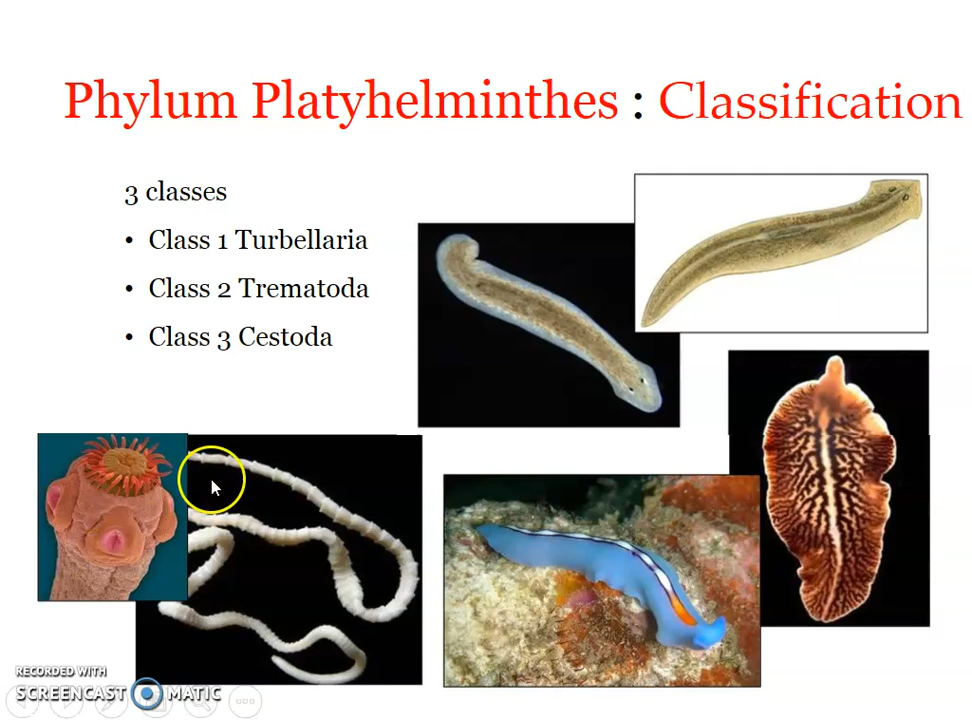 Phylum Platyhelminthes : Classification
3 classes
• Class 1 Turbellaria
• Class 2 Trematoda
• Class 3 Cestoda
RECORDED WITH
SCREENCAST MATIC